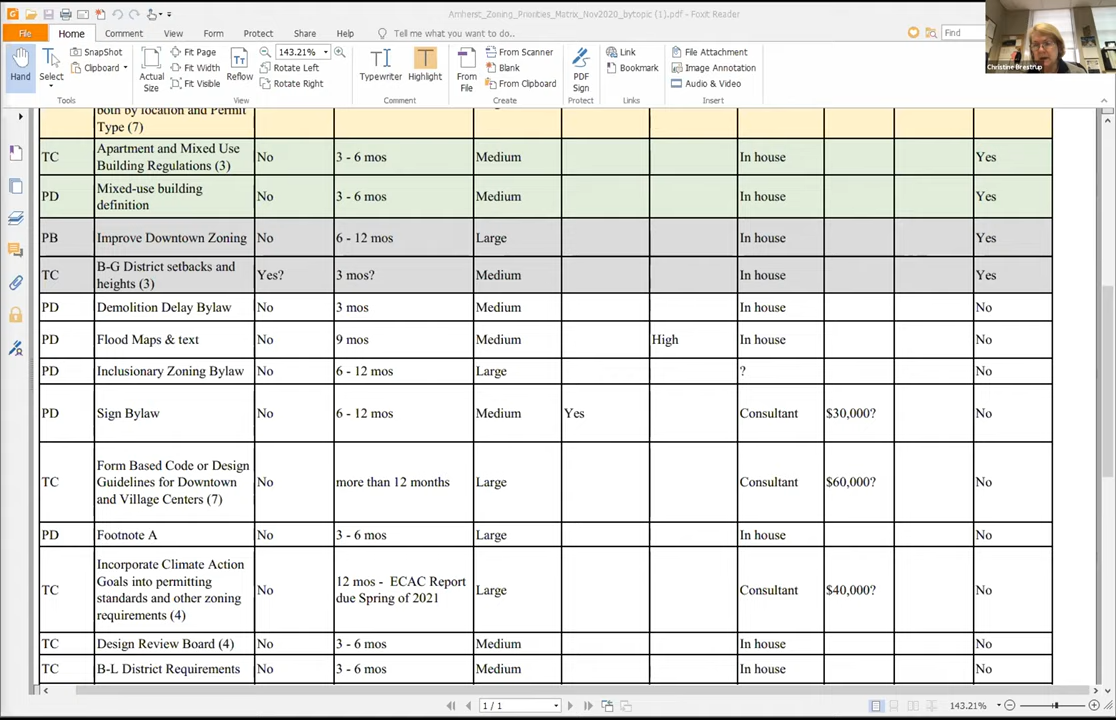 Amherst_Zoning_Priorities_Matrix_Nov2020_bytopic (1).pdf - Foxit Reader
File Home Comment View Form Protect Share Help Tell me what you want to do.. Find
Christine Brestrup
Hand
Select
SnapShot
Clipboard
Tools
Actual Size
Fit Page
Fit Width
Fit Visible
Reflow
143.21%
Rotate Left
Rotate Right
View
Typewriter
Highlight
Comment
From File
From Scanner
Blank
From Clipboard
Create
PDF Sign
Protect
Link
Bookmark
Links
File Attachment
Image Annotation
Audio & Video
Insert
both by location and Permit
Type (7)
TC Apartment and Mixed Use Building Regulations (3) No 3 - 6 mos Medium In house Yes
PD Mixed-use building definition No 3 - 6 mos Medium In house Yes
PB Improve Downtown Zoning No 6 - 12 mos Large In house Yes
TC B-G District setbacks and heights (3) Yes? 3 mos? Medium In house Yes
PD Demolition Delay Bylaw No 3 mos Medium In house No
PD Flood Maps & text No 9 mos Medium High In house No
PD Inclusionary Zoning Bylaw No 6 - 12 mos Large ? No
PD Sign Bylaw No 6 - 12 mos Medium Yes Consultant $30,000? No
TC Form Based Code or Design Guidelines for Downtown and Village Centers (7) No more than 12 months Large Consultant $60,000? No
PD Footnote A No 3 - 6 mos Large In house No
TC Incorporate Climate Action Goals into permitting standards and other zoning requirements (4) No 12 mos - ECAC Report due Spring of 2021 Large Consultant $40,000? No
TC Design Review Board (4) No 3 - 6 mos Medium In house No
TC B-L District Requirements No 3 - 6 mos Medium In house No
1 / 1 143.21%